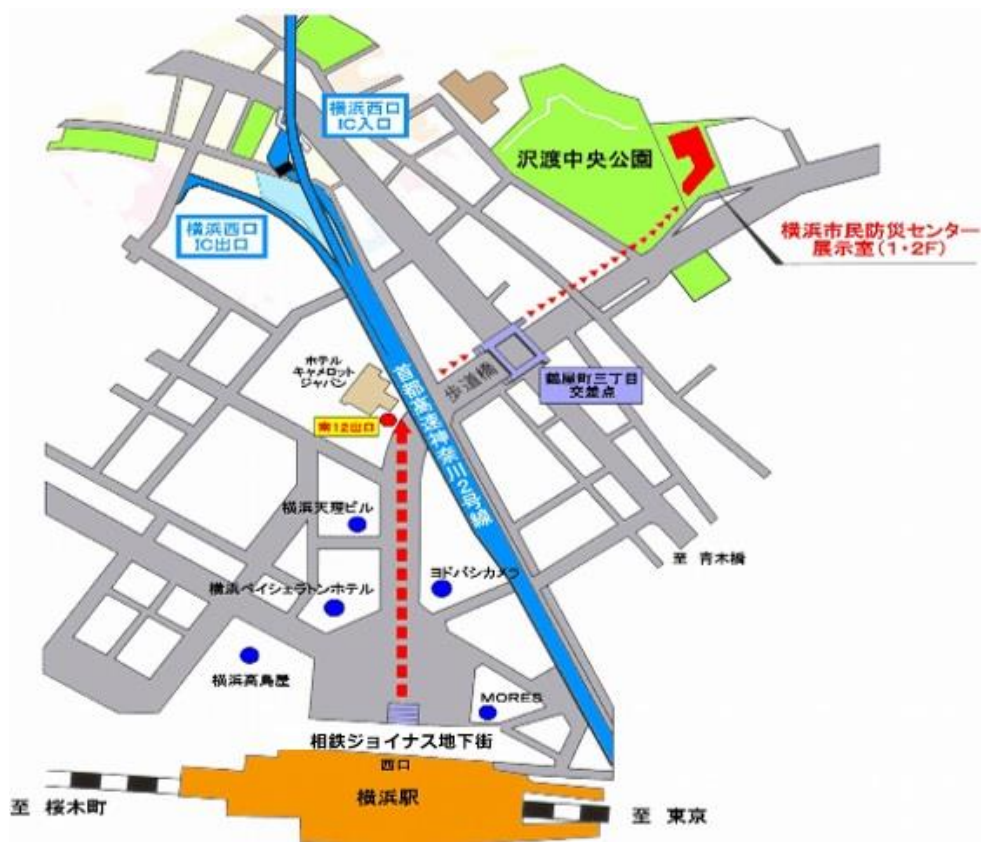 横浜西口
IC入口
沢渡中央公園
横浜西口
IC出口
横浜市民防災センター
展示室(1・2F)
ホテル
キャメロット
ジャパン
歩道橋
鶴屋町三丁目
交差点
南12出口
首都高速神奈川2号線
横浜天理ビル
至 青木橋
ヨドバシカメラ
横浜ベイシェラトンホテル
横浜高島屋
MORES
相鉄ジョイナス地下街
西口
横浜駅
至 桜木町
至 東京